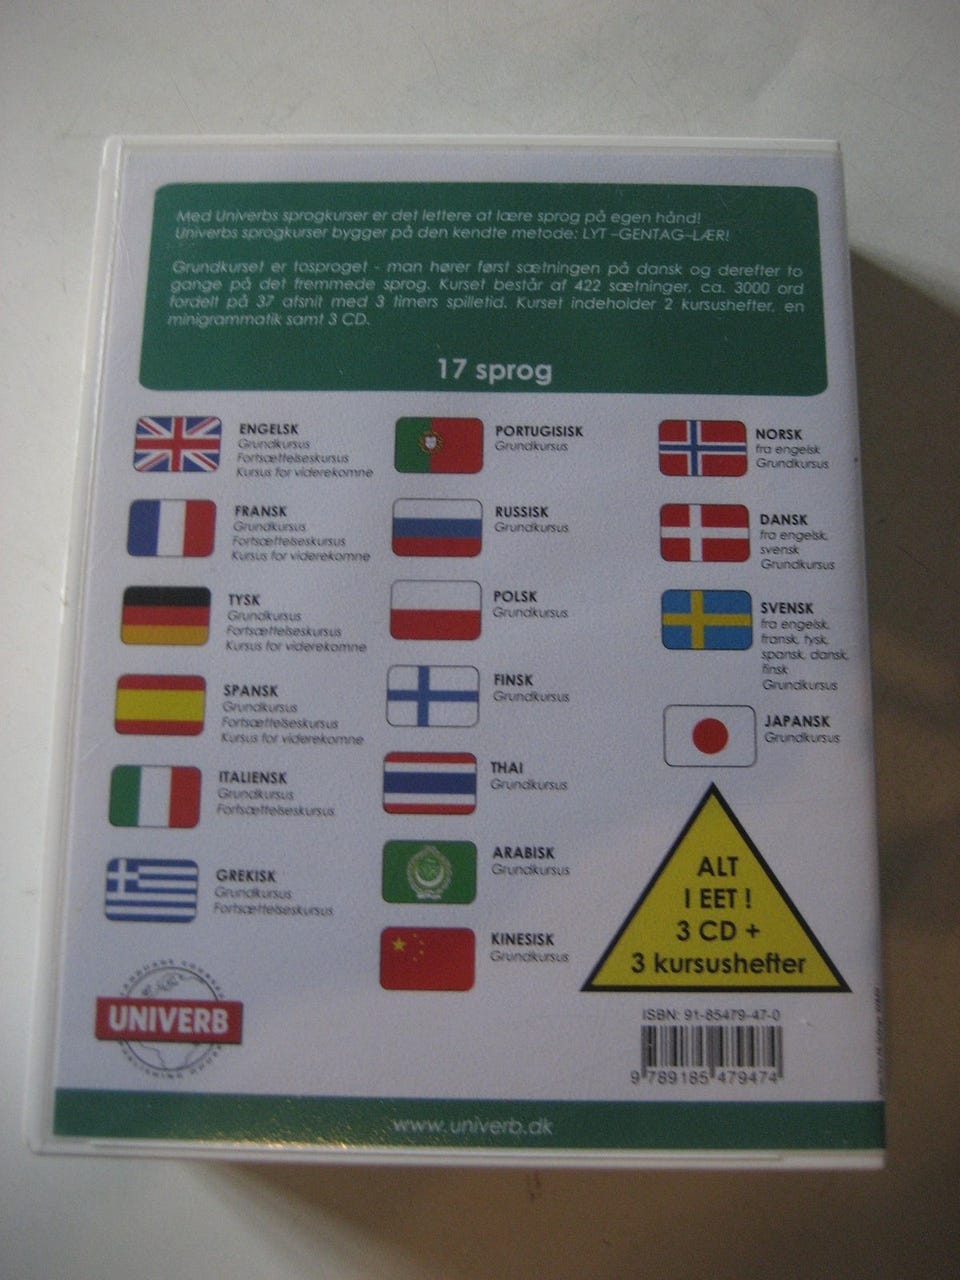 Med Univerbs sprogkurser er det lettere at lære sprog på egen hånd!
Univerbs sprogkurser bygger på den kendte metode: LYT –GENTAG–LÆR!
Grundkurset er tosproget - man hører først sætningen på dansk og derefter to
gange på det fremmede sprog. Kurset består af 422 sætninger, ca. 3000 ord
fordelt på 37 afsnit med 3 timers spilletid. Kurset indeholder 2 kursushefter, en
minigrammatik samt 3 CD.
17 sprog
ENGELSK
Grundkursus
Fortsættelseskursus
Kursus for viderekomne
FRANSK
Grundkursus
Fortsættelseskursus
Kursus for viderekomne
TYSK
Grundkursus
Fortsættelseskursus
Kursus for viderekomne
SPANSK
Grundkursus
Fortsættelseskursus
Kursus for viderekomne
ITALIENSK
Grundkursus
Fortsættelseskursus
GREKISK
Grundkursus
Fortsættelseskursus
PORTUGISISK
Grundkursus
RUSSISK
Grundkursus
POLSK
Grundkursus
FINSK
Grundkursus
THAI
Grundkursus
ARABISK
Grundkursus
KINESISK
Grundkursus
NORSK
fra engelsk
Grundkursus
DANSK
fra engelsk,
svensk
Grundkursus
SVENSK
fra engelsk,
fransk, tysk,
spansk, dansk,
finsk
Grundkursus
JAPANSK
Grundkursus
ALT
I EET !
3 CD +
3 kursushefter
LANGUAGE COURSES
UNIVERB
PUBLISHING HOUSE
ISBN: 91-85479-47-0
9 789185 479474
www.univerb.dk